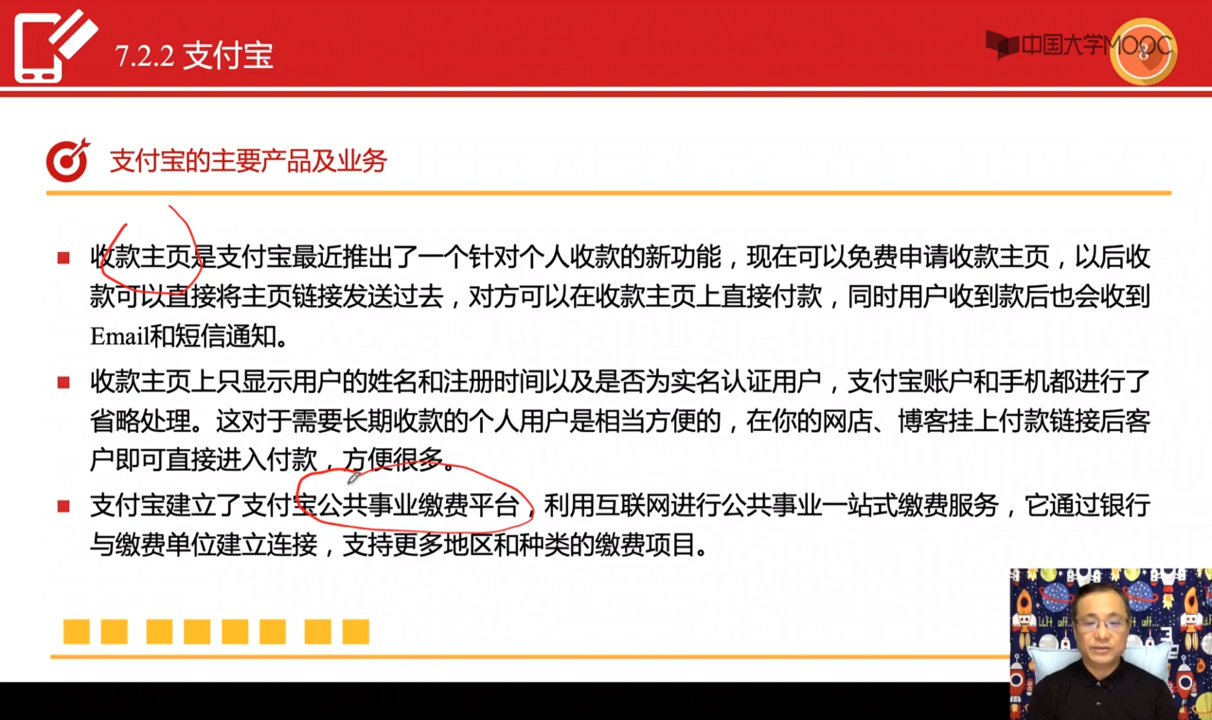 7.2.2 支付宝
中国大学MOOC
8
支付宝的主要产品及业务
收款主页是支付宝最近推出了一个针对个人收款的新功能，现在可以免费申请收款主页，以后收
款可以直接将主页链接发送过去，对方可以在收款主页上直接付款，同时用户收到款后也会收到
Email和短信通知。
收款主页上只显示用户的姓名和注册时间以及是否为实名认证用户，支付宝账户和手机都进行了
省略处理。这对于需要长期收款的个人用户是相当方便的，在你的网店、博客挂上付款链接后客
户即可直接进入付款，方便很多。
支付宝建立了支付宝公共事业缴费平台，利用互联网进行公共事业一站式缴费服务，它通过银行
与缴费单位建立连接，支持更多地区和种类的缴费项目。